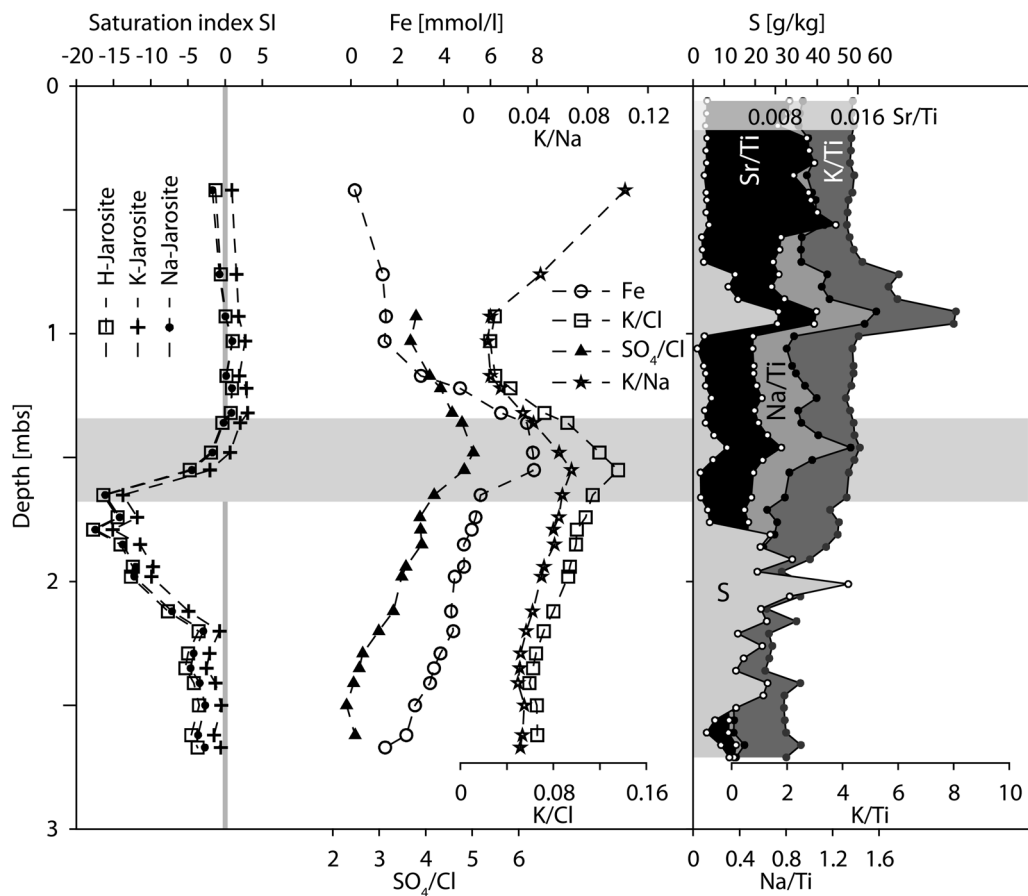 Saturation index SI
Fe [mmol/l]
S [g/kg]
-20 -15 -10 -5 0 5
0 2 4 6 8
0 10 20 30 40 50 60
0
1
2
3
Depth [mbs]
0 0.04 0.12
K/Na
0.008 0.016 Sr/Ti
H-Jarosite
K-Jarosite
Na-Jarosite
Fe
K/Cl
SO₄/Cl
K/Na
Sr/Ti
K/Ti
Na/Ti
S
0 0.08 0.16
K/Cl
0 2 4 6 8 10
K/Ti
2 3 4 5 6
SO₄/Cl
0 0.4 0.8 1.2 1.6
Na/Ti